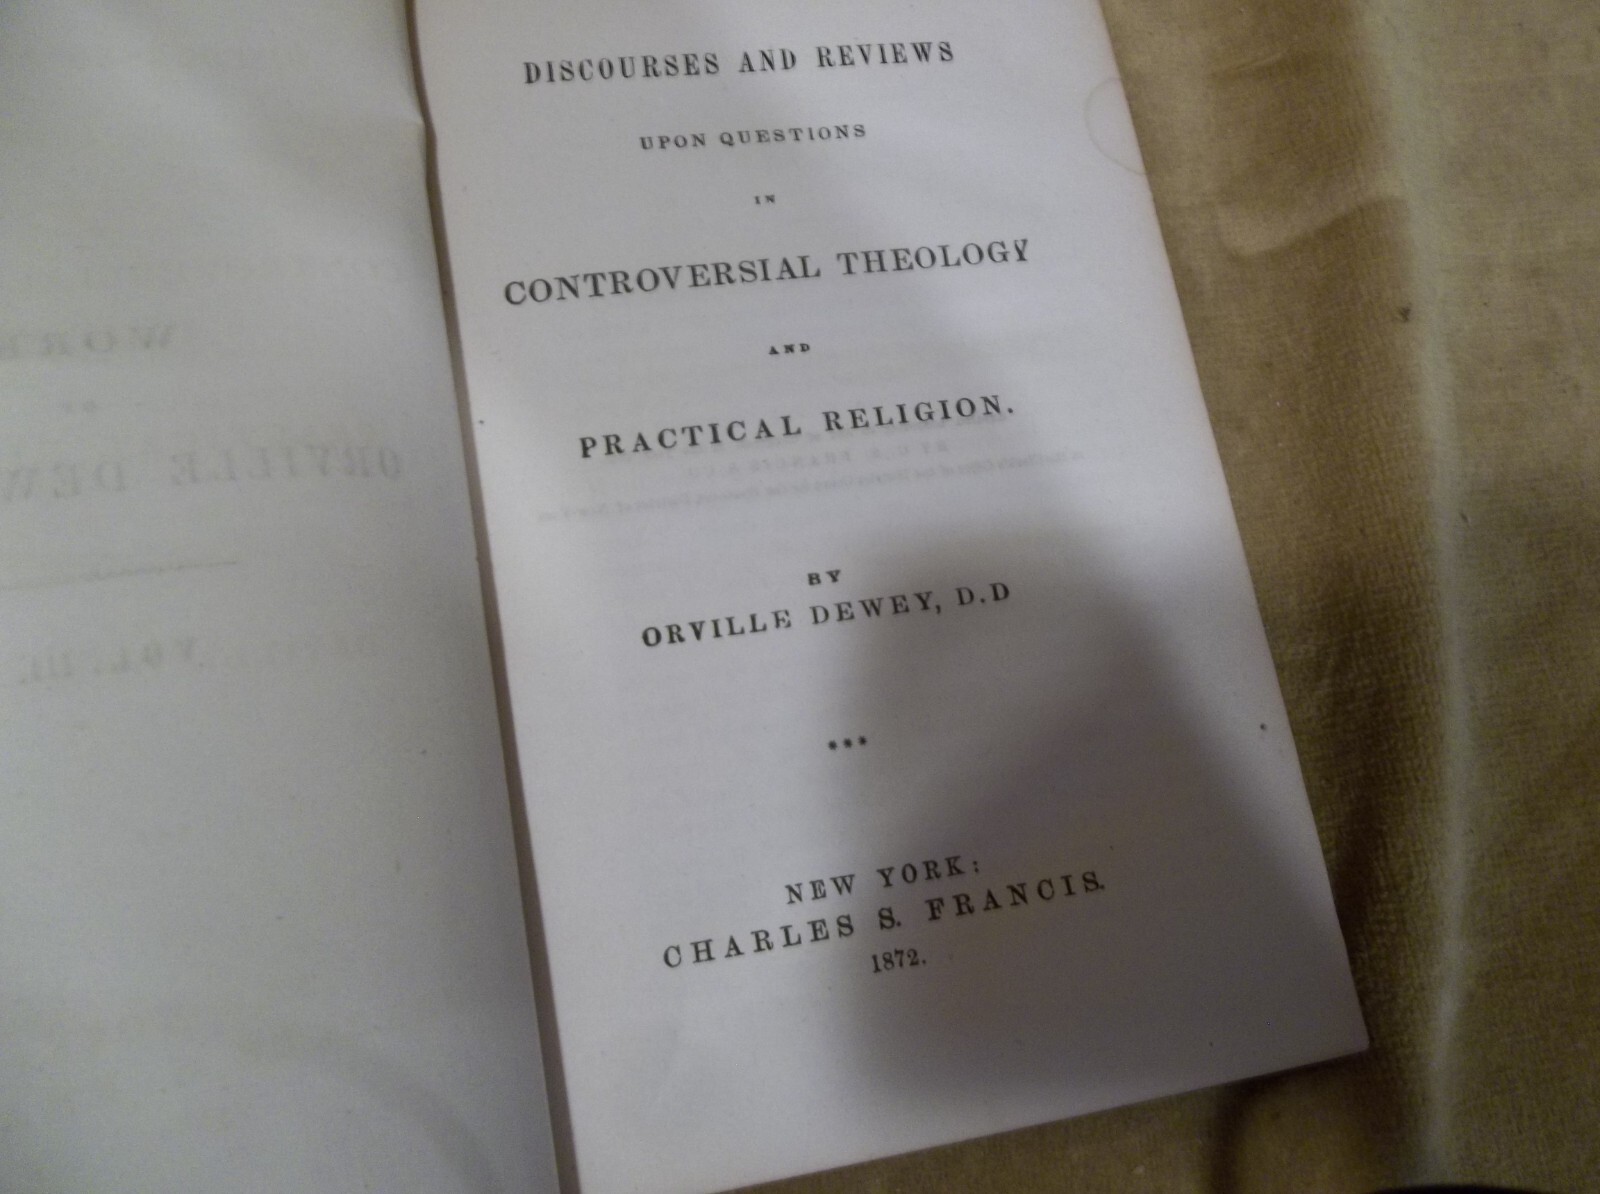 DISCOURSES AND REVIEWS
UPON QUESTIONS
IN
CONTROVERSIAL THEOLOGY
AND
PRACTICAL RELIGION.
BY
ORVILLE DEWEY, D.D
NEW YORK:
CHARLES S. FRANCIS.
1872.